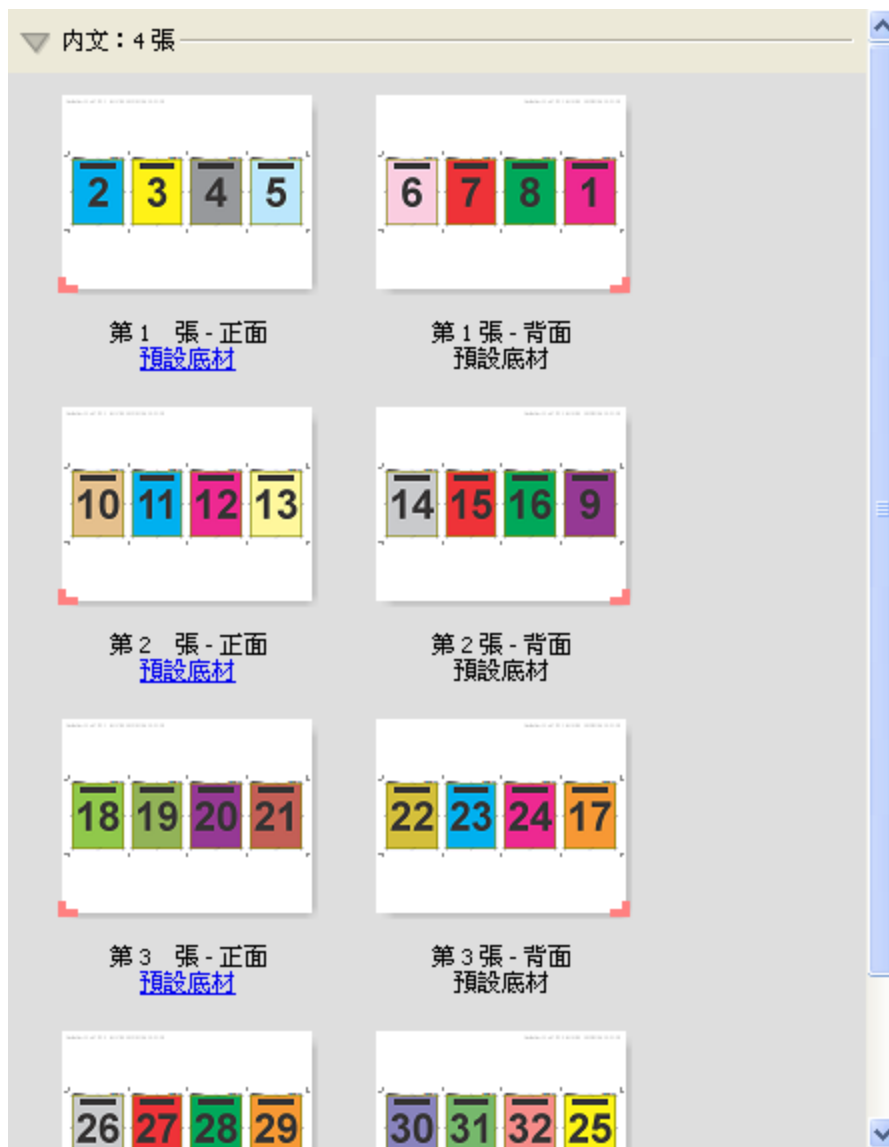 内文：4 張
2 3 4 5
6 7 8 1
第 1 張 - 正面
預設底材
第 1 張 - 背面
預設底材
10 11 12 13
14 15 16 9
第 2 張 - 正面
預設底材
第 2 張 - 背面
預設底材
18 19 20 21
22 23 24 17
第 3 張 - 正面
預設底材
第 3 張 - 背面
預設底材
26 27 28 29
30 31 32 25